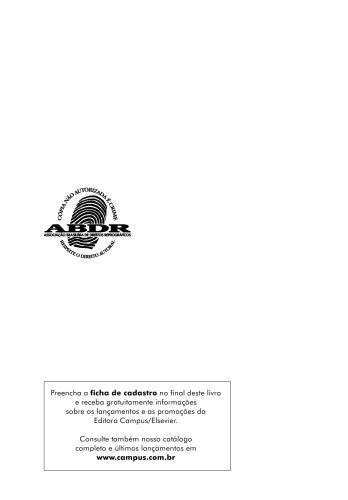 CÓPIA NÃO AUTORIZADA É CRIME
ABDR
ASSOCIAÇÃO BRASILEIRA DE DIREITOS REPROGRÁFICOS
RESPEITE O DIREITO AUTORAL
Preencha a ficha de cadastro no final deste livro
e receba gratuitamente informações
sobre os lançamentos e as promoções da
Editora Campus/Elsevier.
Consulte também nosso catálogo
completo e últimos lançamentos em
www.campus.com.br